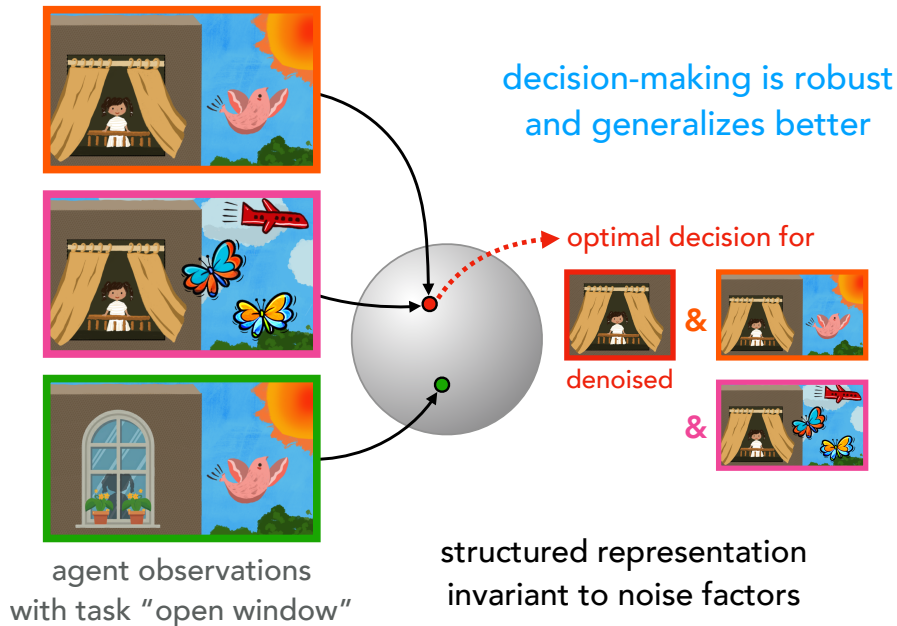 decision-making is robust
and generalizes better
optimal decision for
&
denoised
&
agent observations
with task “open window”
structured representation
invariant to noise factors